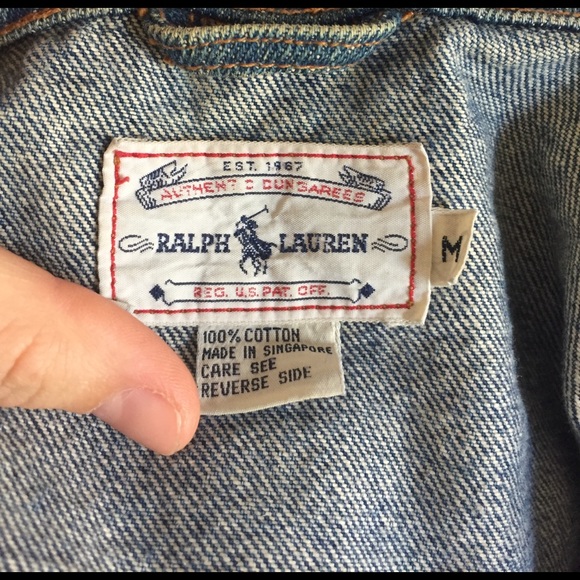 EST. 1967
AUTHENTIC DUNGAREES
RALPH LAUREN
REG. U.S. PAT. OFF.
M
100% COTTON
MADE IN SINGAPORE
CARE SEE
REVERSE SIDE